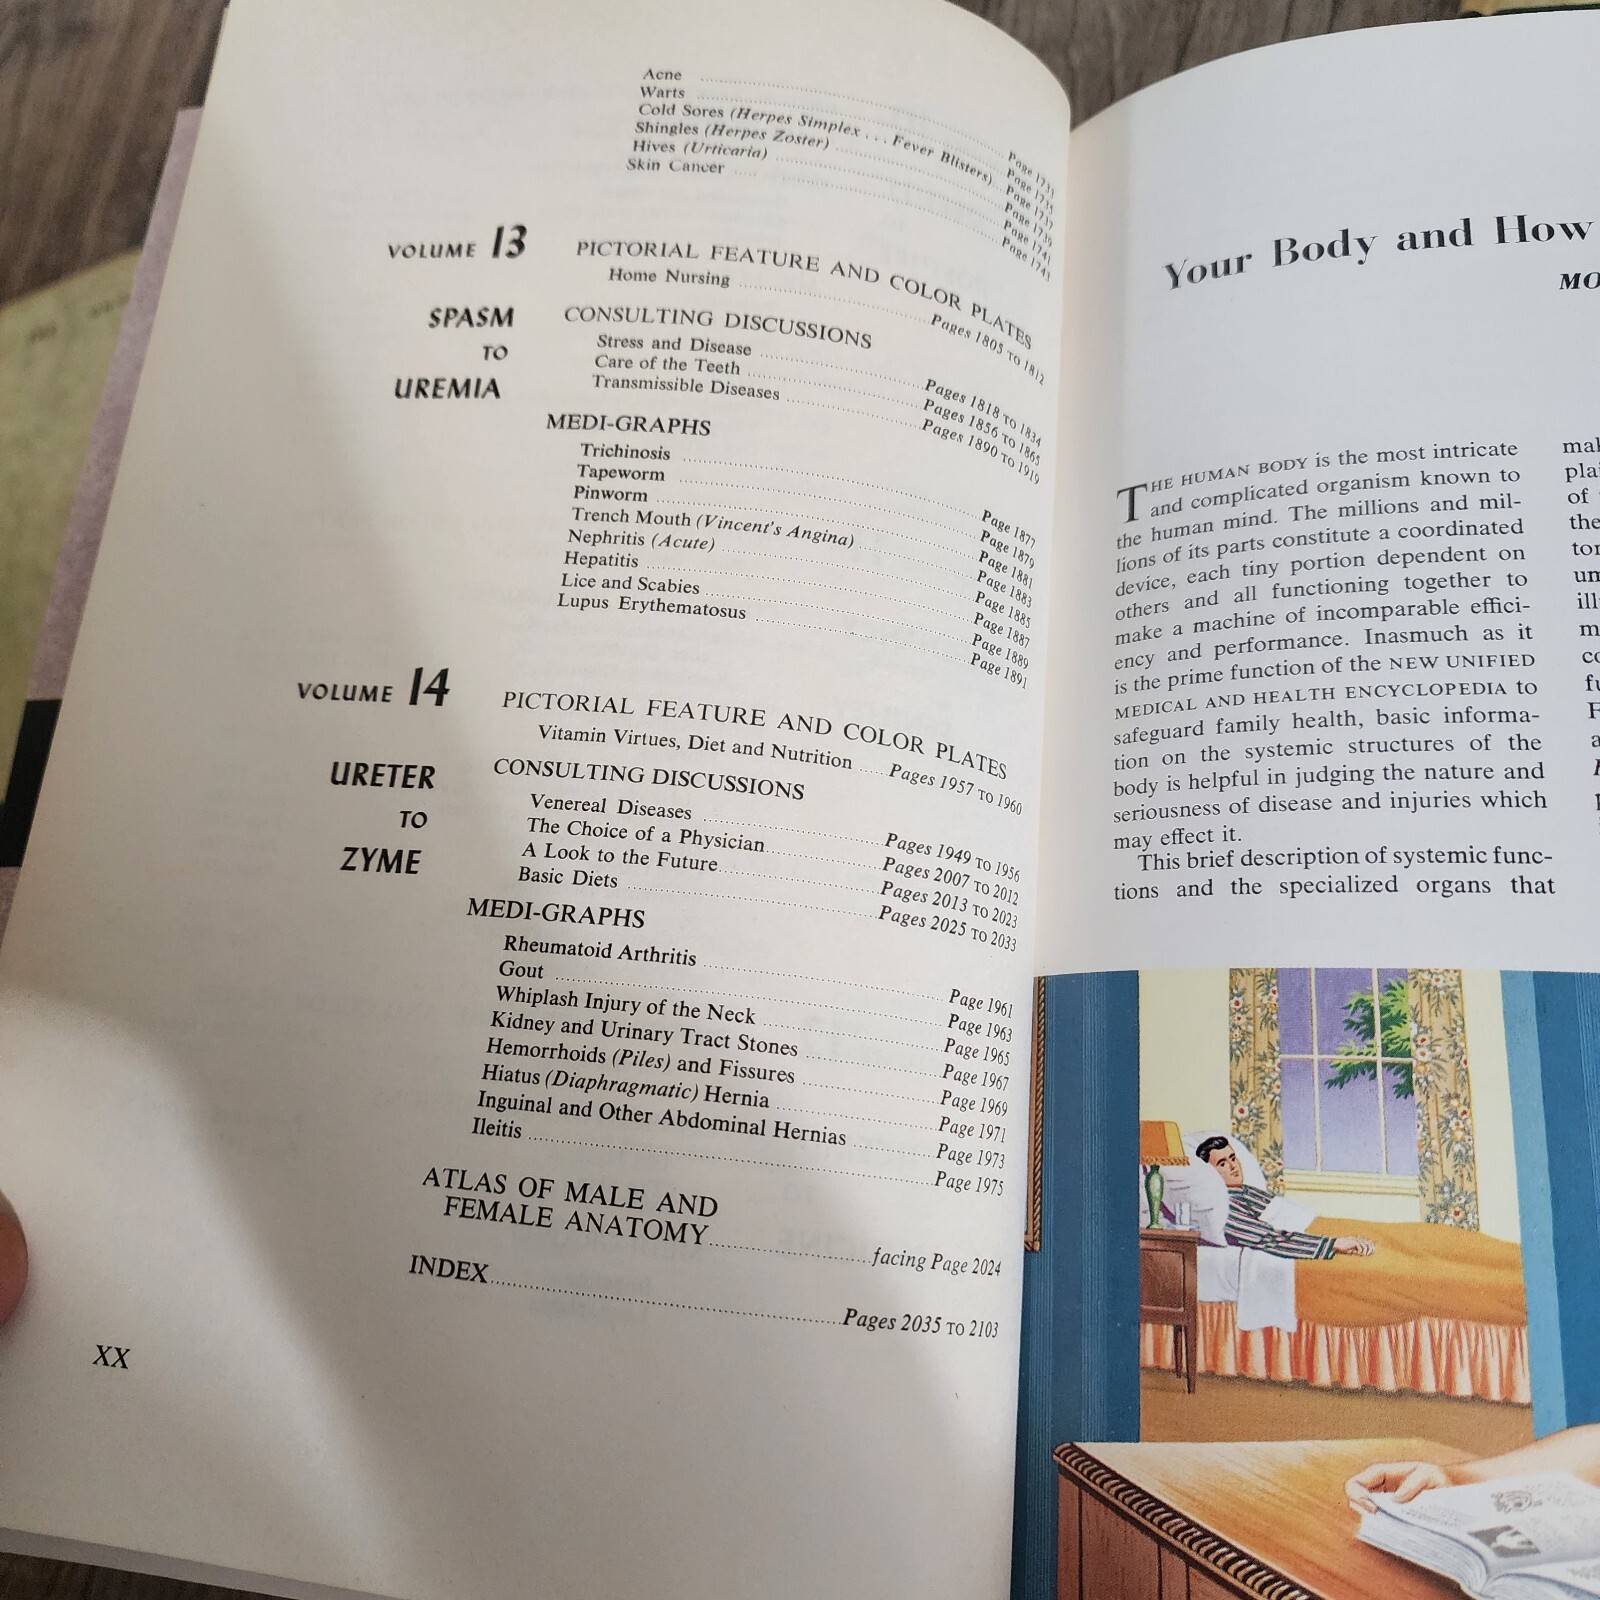 Acne ........ Page 1733
Warts ........ Page 1735
Cold Sores (Herpes Simplex . . . Fever Blisters) ... Page 1737
Shingles (Herpes Zoster) ........ Page 1739
Hives (Urticaria) ........ Page 1741
Skin Cancer ........ Page 1743
VOLUME 13
SPASM
TO
UREMIA
PICTORIAL FEATURE AND COLOR PLATES
Home Nursing ........ Pages 1805 TO 1812
CONSULTING DISCUSSIONS
Stress and Disease ........ Pages 1818 TO 1834
Care of the Teeth ........ Pages 1856 TO 1865
Transmissible Diseases ........ Pages 1890 TO 1919
MEDI-GRAPHS
Trichinosis ........ Page 1877
Tapeworm ........ Page 1879
Pinworm ........ Page 1881
Trench Mouth (Vincent's Angina) ........ Page 1883
Nephritis (Acute) ........ Page 1885
Hepatitis ........ Page 1887
Lice and Scabies ........ Page 1889
Lupus Erythematosus ........ Page 1891
VOLUME 14
URETER
TO
ZYME
PICTORIAL FEATURE AND COLOR PLATES
Vitamin Virtues, Diet and Nutrition ..... Pages 1957 TO 1960
CONSULTING DISCUSSIONS
Venereal Diseases ........ Pages 1949 TO 1956
The Choice of a Physician ........ Pages 2007 TO 2012
A Look to the Future ........ Pages 2013 TO 2023
Basic Diets ........ Pages 2025 TO 2033
MEDI-GRAPHS
Rheumatoid Arthritis ........ Page 1961
Gout ........ Page 1963
Whiplash Injury of the Neck ........ Page 1965
Kidney and Urinary Tract Stones ........ Page 1967
Hemorrhoids (Piles) and Fissures ........ Page 1969
Hiatus (Diaphragmatic) Hernia ........ Page 1971
Inguinal and Other Abdominal Hernias ........ Page 1973
Ileitis ........ Page 1975
ATLAS OF MALE AND
FEMALE ANATOMY ........ facing Page 2024
INDEX ........ Pages 2035 TO 2103
XX
Your Body and How
MO
THE HUMAN BODY is the most intricate
and complicated organism known to
the human mind. The millions and mil-
lions of its parts constitute a coordinated
device, each tiny portion dependent on
others and all functioning together to
make a machine of incomparable effici-
ency and performance. Inasmuch as it
is the prime function of the NEW UNIFIED
MEDICAL AND HEALTH ENCYCLOPEDIA to
safeguard family health, basic informa-
tion on the systemic structures of the
body is helpful in judging the nature and
seriousness of disease and injuries which
may effect it.
This brief description of systemic func-
tions and the specialized organs that